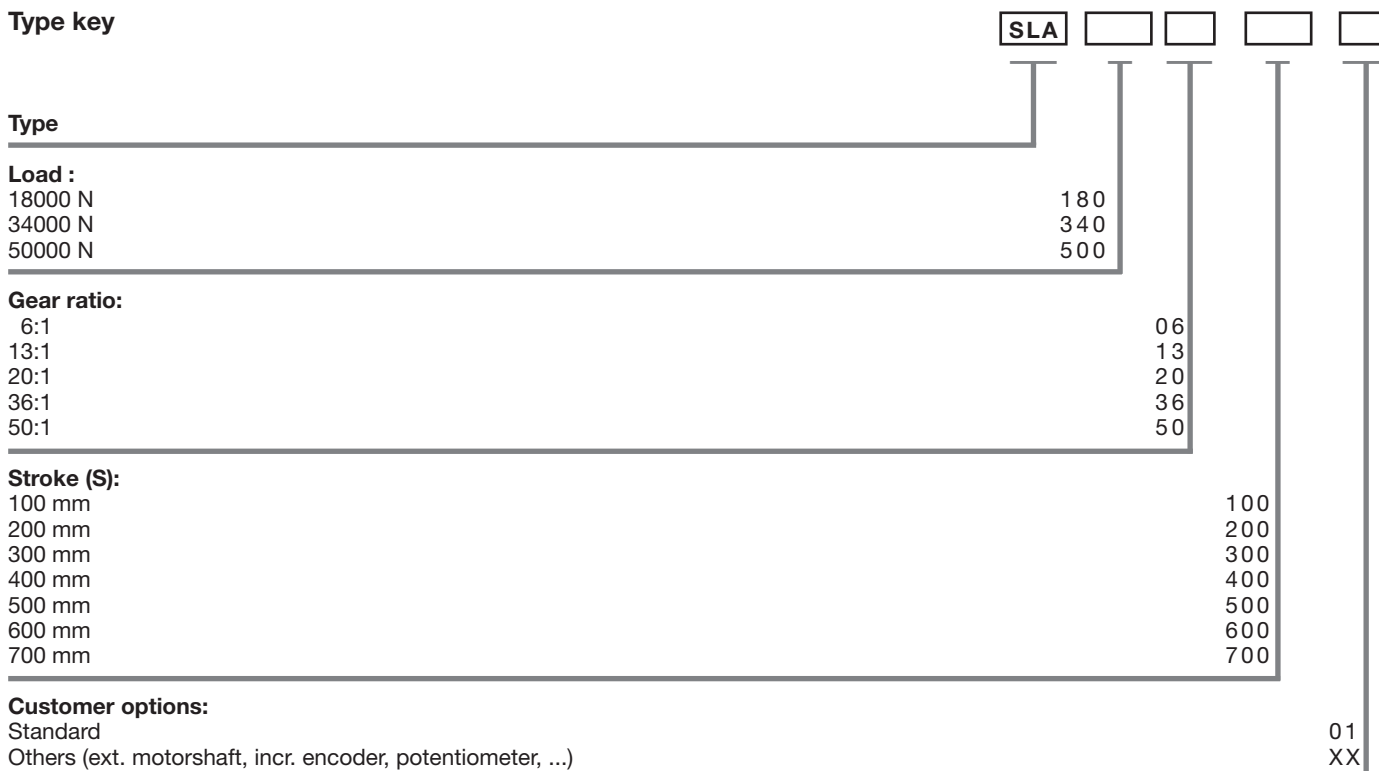 Type key SLA
Type
Load :
18000 N 180
34000 N 340
50000 N 500
Gear ratio:
6:1 06
13:1 13
20:1 20
36:1 36
50:1 50
Stroke (S):
100 mm 100
200 mm 200
300 mm 300
400 mm 400
500 mm 500
600 mm 600
700 mm 700
Customer options:
Standard 01
Others (ext. motorshaft, incr. encoder, potentiometer, ...) XX